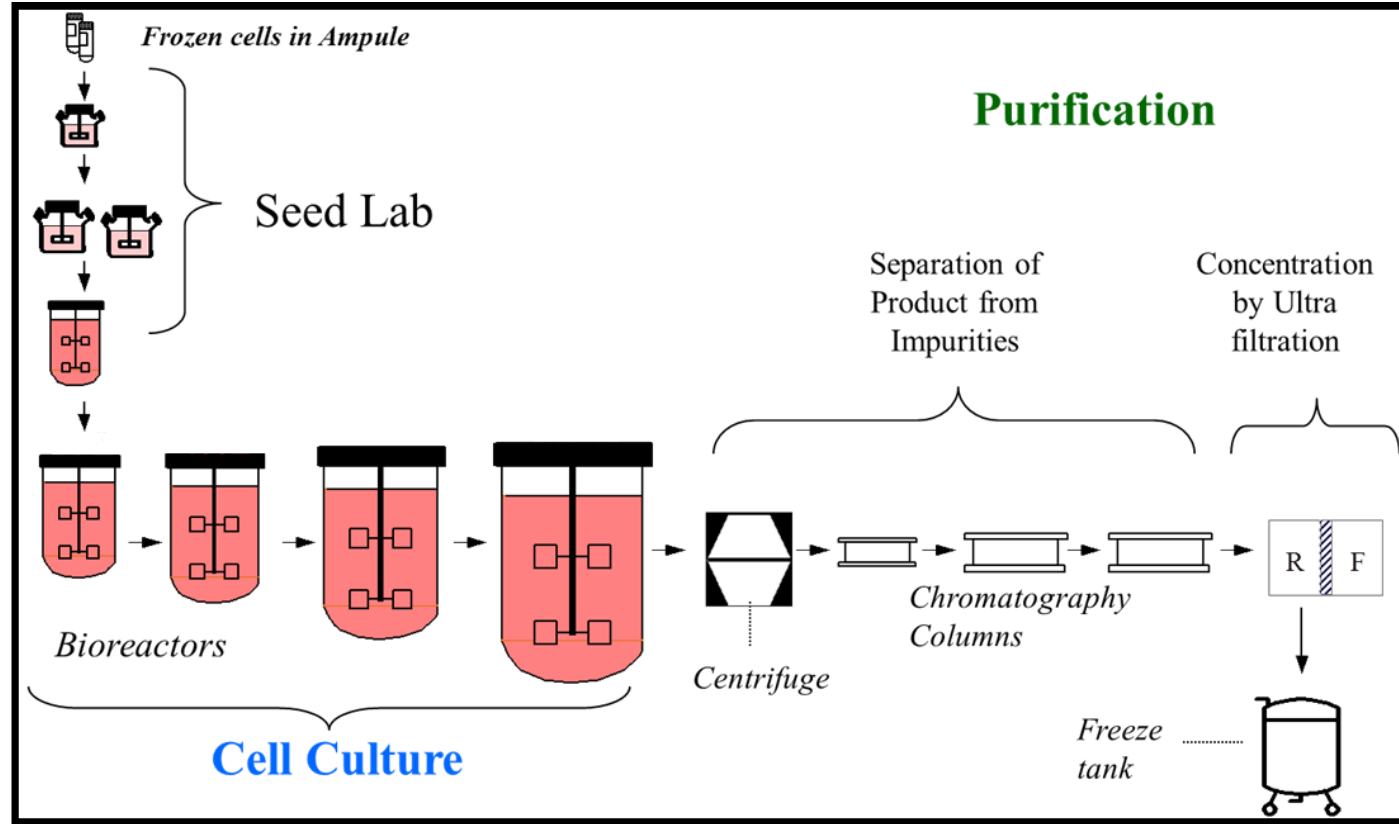 Frozen cells in Ampule
Purification
Seed Lab
Separation of
Product from
Impurities
Concentration
by Ultra
filtration
R F
Chromatography
Columns
Bioreactors
Centrifuge
Cell Culture
Freeze
tank